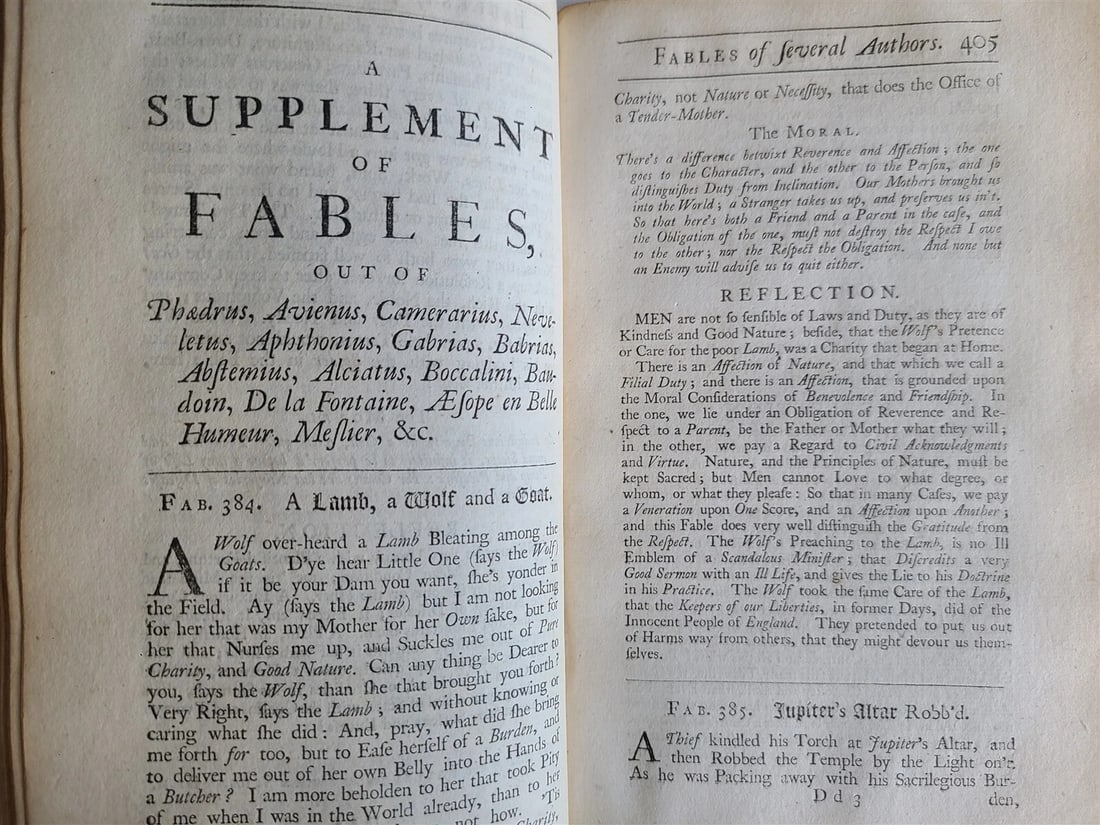 A
SUPPLEMENT
OF
FABLES,
OUT OF
Phædrus, Avienus, Camerarius, Neve-
letus, Aphthonius, Gabrias, Babrias,
Abſtemius, Alciatus, Boccalini, Bau-
doin, De la Fontaine, Æſope en Belle
Humeur, Meſlier, &c.
FAB. 384. A Lamb, a Wolf and a Goat.
A Wolf over-heard a Lamb Bleating among the
Goats. D'ye hear Little One (ſays the Wolf)
if it be your Dam you want, ſhe's yonder in
the Field. Ay (ſays the Lamb) but I am not looking
for her that was my Mother for her Own ſake, but for
her that Nurſes me up, and Suckles me out of Pure
Charity, and Good Nature. Can any thing be Dearer to
you, ſays the Wolf, than ſhe that brought you forth?
Very Right, ſays the Lamb; and without knowing or
caring what ſhe did: And, pray, what did ſhe bring
me forth for too, but to Eaſe herſelf of a Burden, and
to deliver me out of her own Belly into the Hands of
a Butcher? I am more beholden to her that took Pity
of me when I was in the World already, than to her
not how. 'Tis
Charity,
FABLES of ſeveral Authors. 405
Charity, not Nature or Neceſſity, that does the Office of
a Tender-Mother.
The MORAL.
There's a difference betwixt Reverence and Affection; the one
goes to the Character, and the other to the Perſon, and ſo
diſtinguiſhes Duty from Inclination. Our Mothers brought us
into the World; a Stranger takes us up, and preſerves us in't.
So that here's both a Friend and a Parent in the caſe, and
the Obligation of the one, muſt not deſtroy the Reſpect I owe
to the other; nor the Reſpect the Obligation. And none but
an Enemy will adviſe us to quit either.
REFLECTION.
MEN are not ſo ſenſible of Laws and Duty, as they are of
Kindneſs and Good Nature; beſide, that the Wolf's Pretence
or Care for the poor Lamb, was a Charity that began at Home.
There is an Affection of Nature, and that which we call a
Filial Duty; and there is an Affection, that is grounded upon
the Moral Conſiderations of Benevolence and Friendſhip. In
the one, we lie under an Obligation of Reverence and Re-
ſpect to a Parent, be the Father or Mother what they will;
in the other, we pay a Regard to Civil Acknowledgments
and Virtue. Nature, and the Principles of Nature, muſt be
kept Sacred; but Men cannot Love to what degree, or
whom, or what they pleaſe: So that in many Caſes, we pay
a Veneration upon One Score, and an Affection upon Another;
and this Fable does very well diſtinguiſh the Gratitude from
the Reſpect. The Wolf's Preaching to the Lamb, is no Ill
Emblem of a Scandalous Miniſter; that Diſcredits a very
Good Sermon with an Ill Life, and gives the Lie to his Doctrine
in his Practice. The Wolf took the ſame Care of the Lamb,
that the Keepers of our Liberties, in former Days, did of the
Innocent People of England. They pretended to put us out
of Harms way from others, that they might devour us them-
ſelves.
FAB. 385. Jupiter's Altar Robb'd.
A Thief kindled his Torch at Jupiter's Altar, and
then Robbed the Temple by the Light on't.
As he was Packing away with his Sacrilegious Bur-
Dd 3
den,